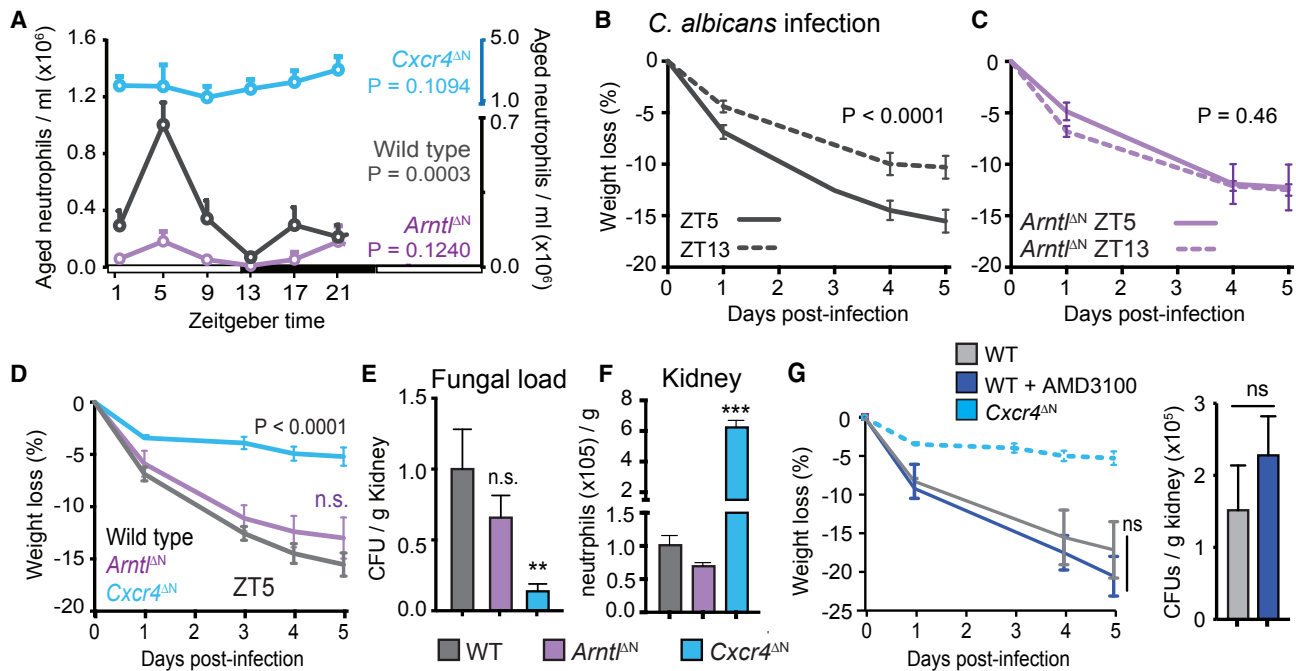 A
Aged neutrophils / ml (x10⁶)
1.6
1.2
0.8
0.4
0.0
1 5 9 13 17 21
Zeitgeber time
Cxcr4ΔN
P = 0.1094
Wild type
P = 0.0003
ArntlΔN
P = 0.1240
5.0
1.0
0.7
0.0
Aged neutrophils / ml (x10⁶)
C. albicans infection
B
Weight loss (%)
0
-5
-10
-15
-20
P < 0.0001
ZT5
ZT13
0 1 2 3 4 5
Days post-infection
C
0
-5
-10
-15
-20
P = 0.46
ArntlΔN ZT5
ArntlΔN ZT13
0 1 2 3 4 5
Days post-infection
D
Weight loss (%)
0
-5
-10
-15
-20
P < 0.0001
n.s.
Wild type
ArntlΔN
Cxcr4ΔN
ZT5
0 1 2 3 4 5
Days post-infection
E
Fungal load
CFU / g Kidney
1.5
1.0
0.5
0.0
n.s.
**
F
Kidney
neutrphils (x105) / g
8
6
4
2
1.5
1.0
0.5
0.0
***
WT
ArntlΔN
Cxcr4ΔN
G
WT
WT + AMD3100
Cxcr4ΔN
Weight loss (%)
0
-5
-10
-15
-20
-25
ns
0 1 2 3 4 5
Days post-infection
CFUs / g kidney (x10⁵)
3
2
1
0
ns